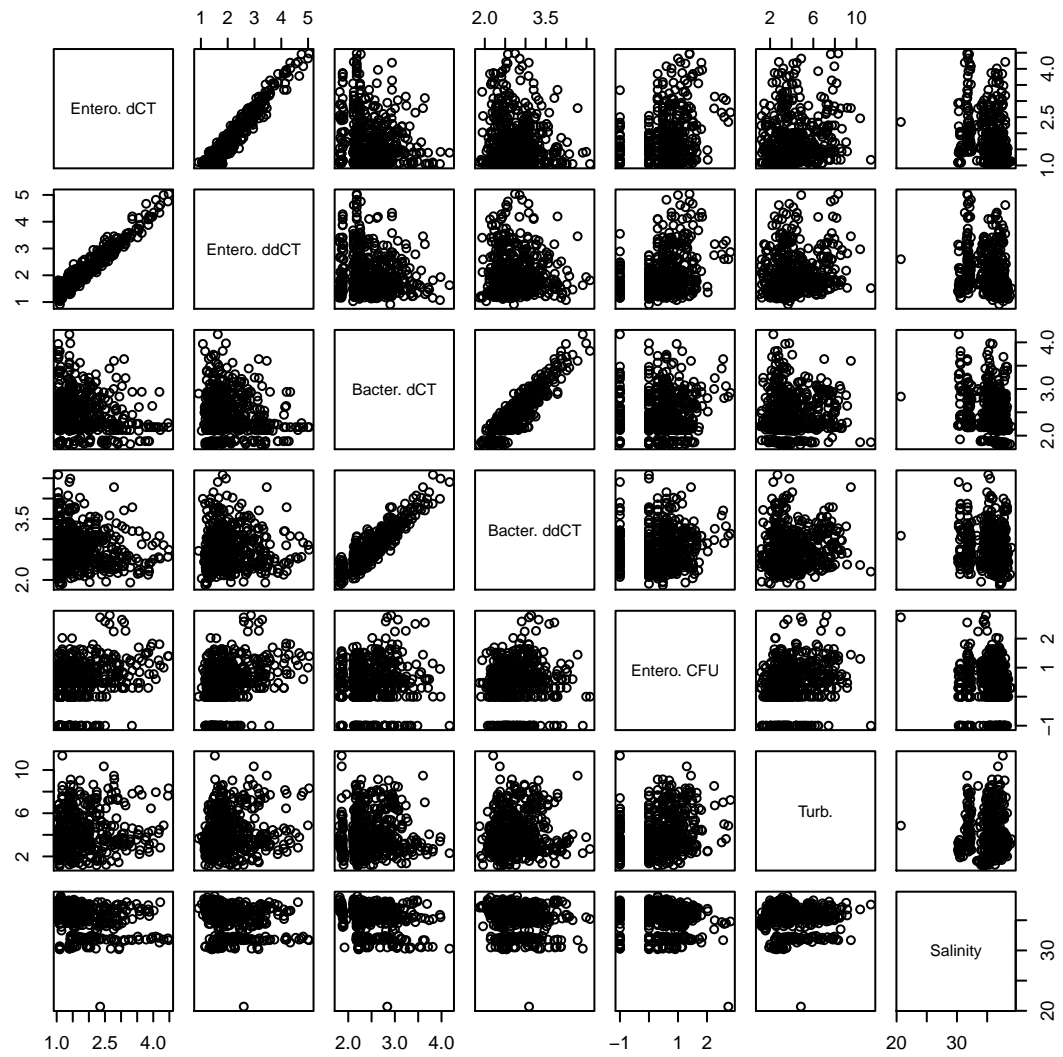 1 2 3 4 5 2.0 3.5 2 6 10
Entero. dCT
1.0 2.5 4.0
1 2 3 4 5
Entero. ddCT
Bacter. dCT
2.0 3.0 4.0
2.0 3.5
Bacter. ddCT
Entero. CFU
−1 1 2
2 6 10
Turb.
Salinity
20 30
1.0 2.5 4.0 2.0 3.0 4.0 −1 1 2 20 30